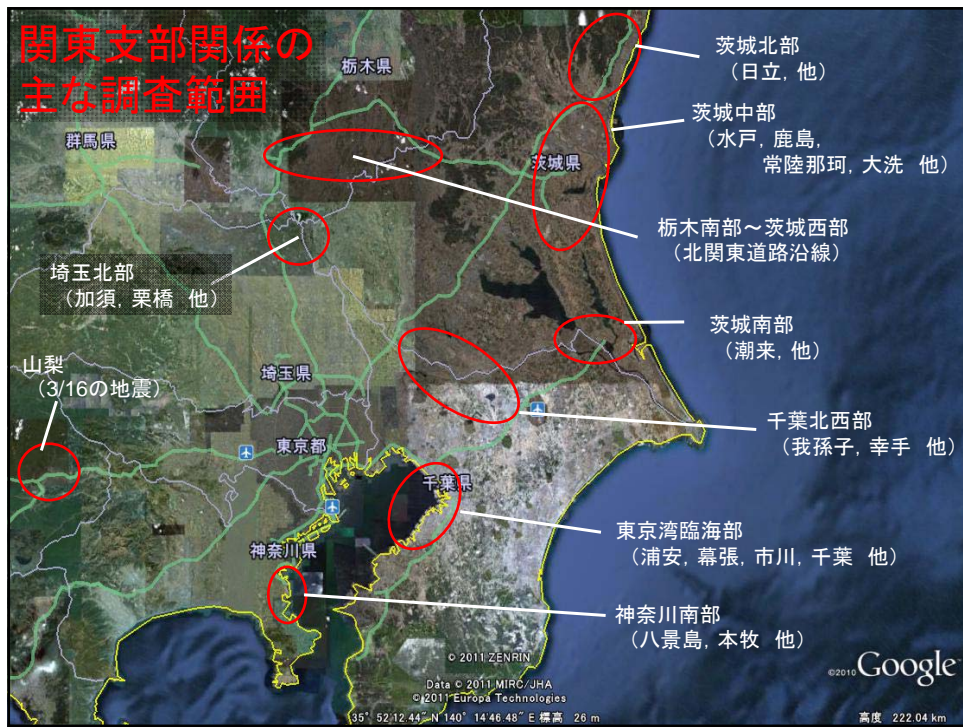 関東支部関係の
主な調査範囲
栃木県
群馬県
茨城県
埼玉県
東京都
千葉県
神奈川県
茨城北部
（日立, 他）
茨城中部
（水戸, 鹿島,
常陸那珂, 大洗 他）
栃木南部～茨城西部
（北関東道路沿線）
埼玉北部
（加須, 栗橋 他）
茨城南部
（潮来, 他）
山梨
（3/16の地震）
千葉北西部
（我孫子, 幸手 他）
東京湾臨海部
（浦安, 幕張, 市川, 千葉 他）
神奈川南部
（八景島, 本牧 他）
© 2011 ZENRIN
Data © 2011 MIRC/JHA
© 2011 Europa Technologies
©2010 Google
35° 52'12.44" N 140° 14'46.48" E 標高 26 m
高度 222.04 km